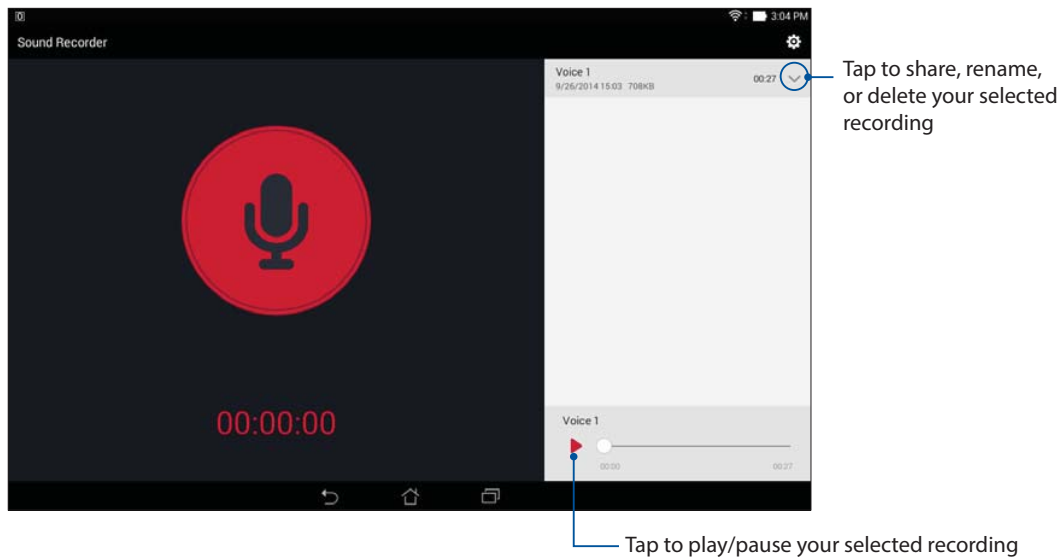 3:04 PM
Sound Recorder
Voice 1
9/26/2014 15:03 708KB
00:27
Tap to share, rename,
or delete your selected
recording
00:00:00
Voice 1
00:00
00:27
Tap to play/pause your selected recording